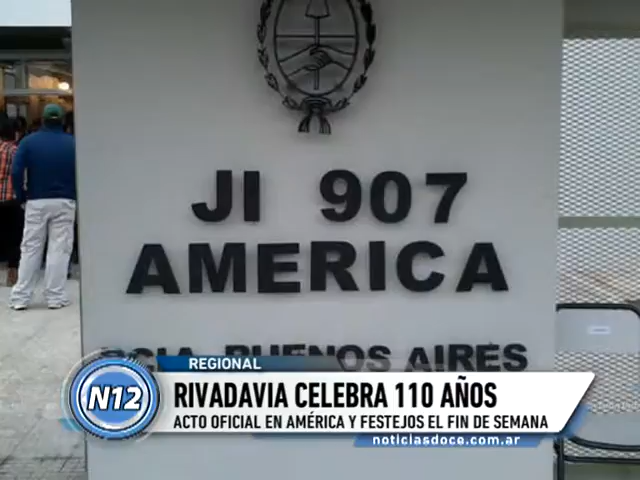 JI 907
AMERICA
PCIA. BUENOS AIRES
REGIONAL
N12
RIVADAVIA CELEBRA 110 AÑOS
ACTO OFICIAL EN AMÉRICA Y FESTEJOS EL FIN DE SEMANA
noticiasdoce.com.ar